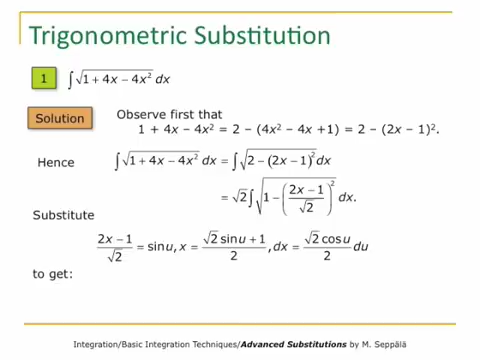 Trigonometric Substitution
1 ∫√(1 + 4x − 4x²) dx
Solution
Observe first that
1 + 4x – 4x² = 2 – (4x² – 4x +1) = 2 – (2x – 1)².
Hence ∫√(1 + 4x − 4x²) dx = ∫√(2 − (2x − 1)²) dx
= √2 ∫√(1 − ((2x − 1)/√2)²) dx.
Substitute
(2x − 1)/√2 = sin u, x = (√2 sin u + 1)/2, dx = (√2 cos u)/2 du
to get:
Integration/Basic Integration Techniques/Advanced Substitutions by M. Seppälä